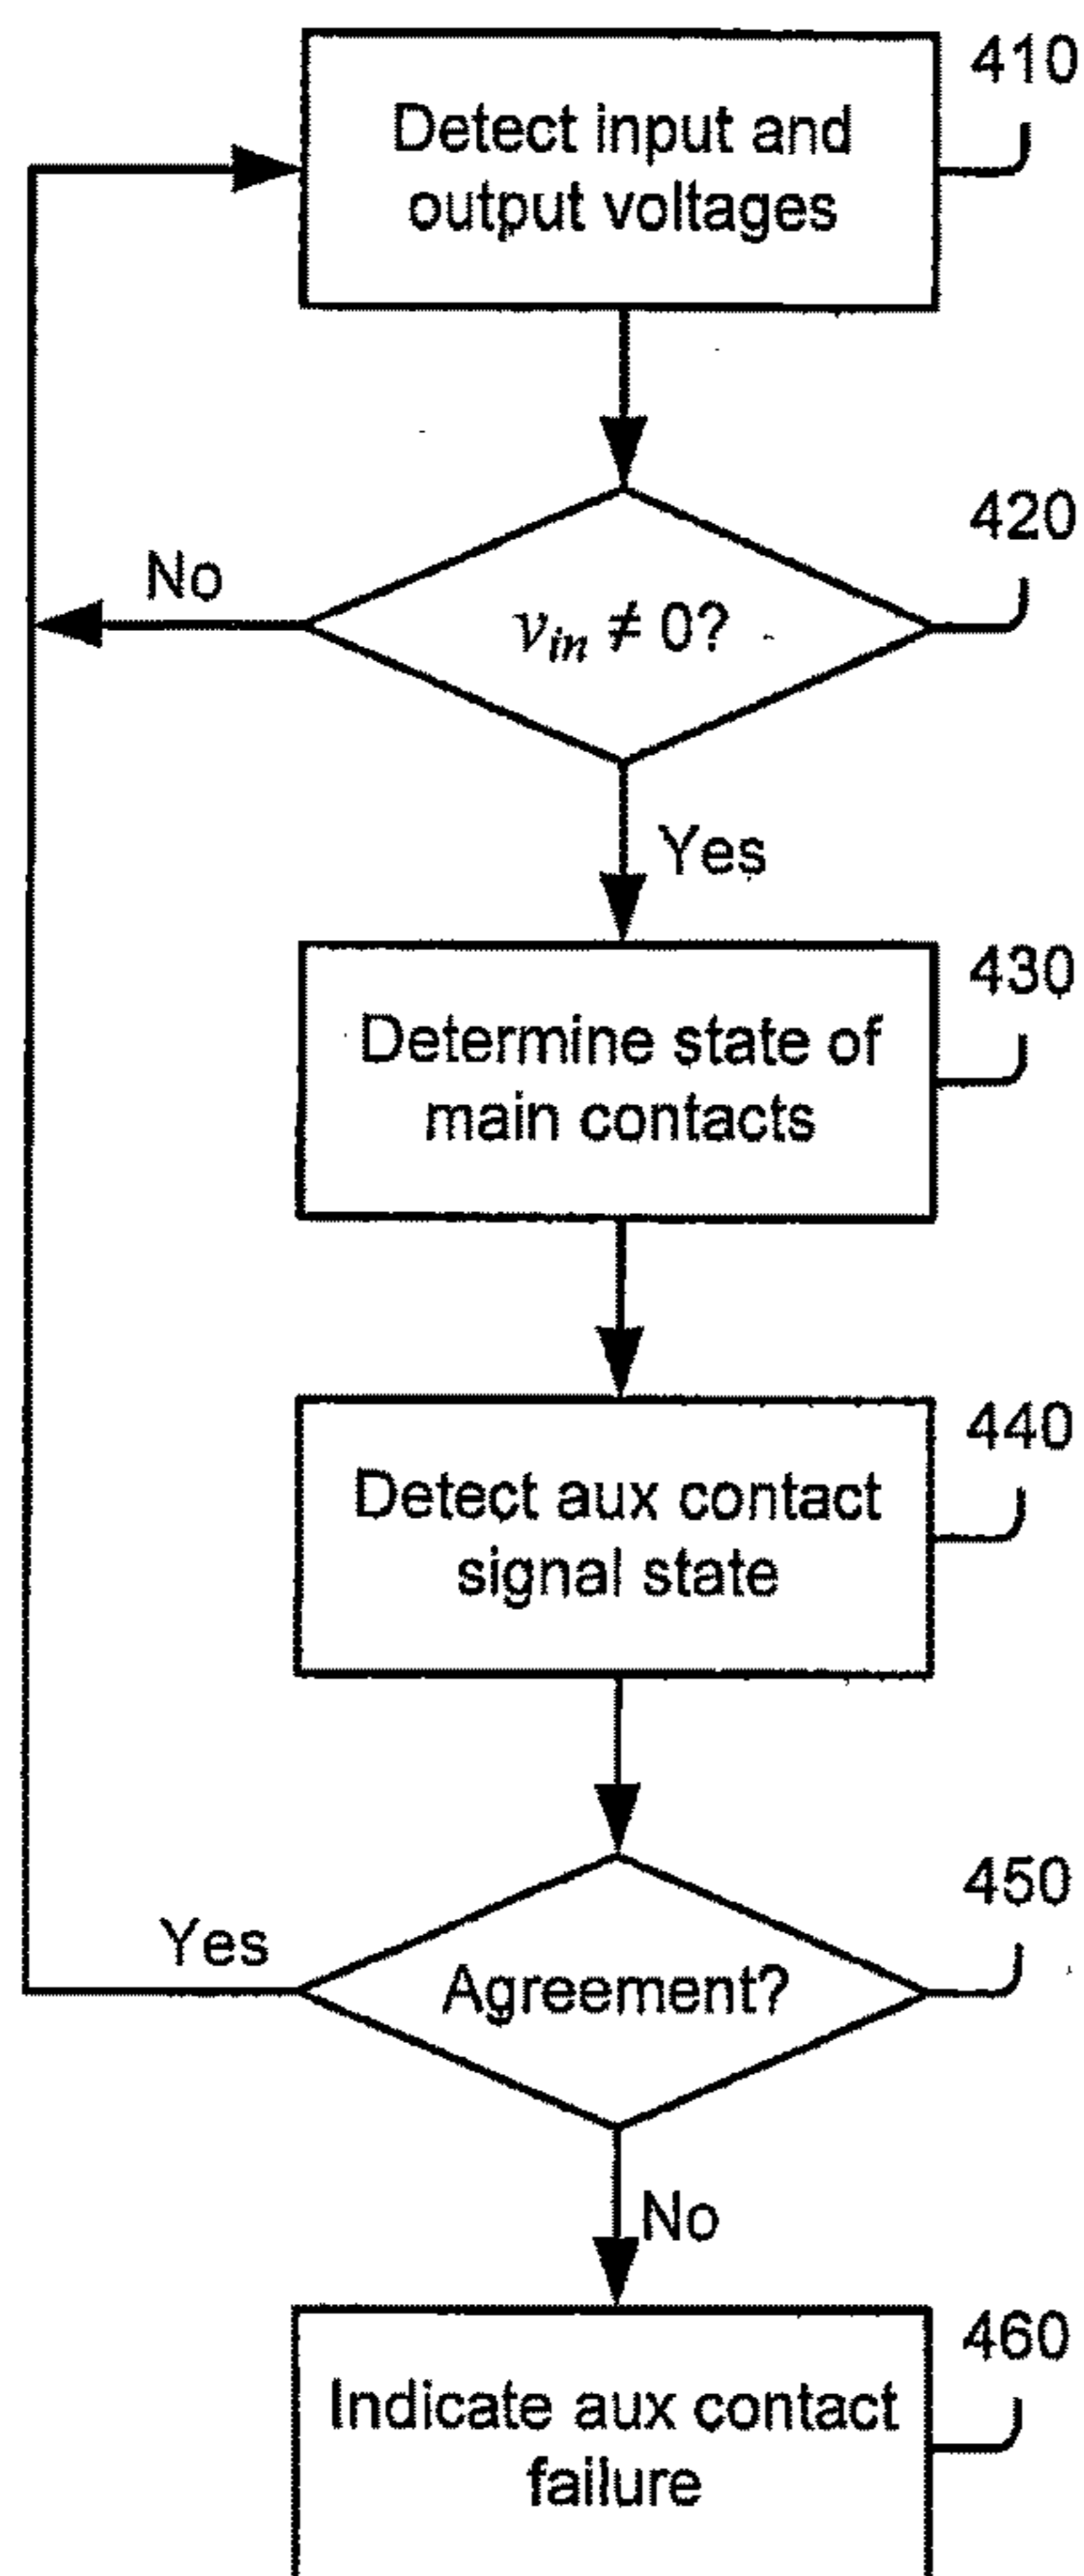 410
Detect input and
output voltages
420
No
v_in ≠ 0?
Yes
430
Determine state of
main contacts
440
Detect aux contact
signal state
450
Yes
Agreement?
No
460
Indicate aux contact
failure